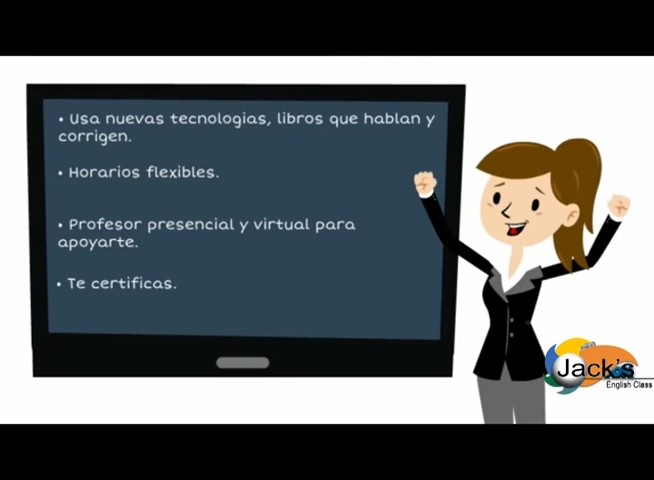 • Usa nuevas tecnologias, libros que hablan y
corrigen.
• Horarios flexibles.
• Profesor presencial y virtual para
apoyarte.
• Te certificas.
Jack's
English Class